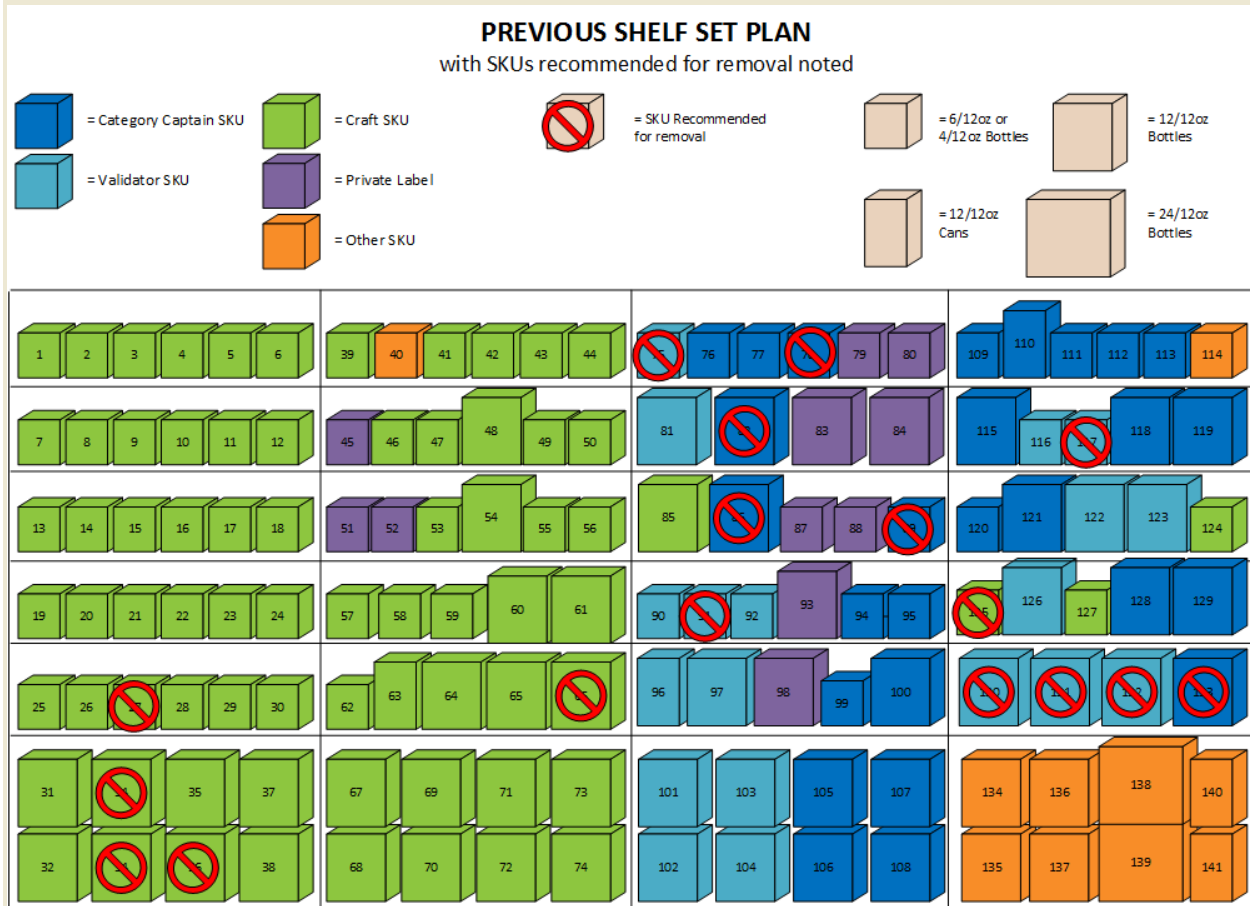 PREVIOUS SHELF SET PLAN
with SKUs recommended for removal noted
= Category Captain SKU
= Craft SKU
= SKU Recommended
for removal
= 6/12oz or
4/12oz Bottles
= 12/12oz
Bottles
= Validator SKU
= Private Label
= 12/12oz
Cans
= 24/12oz
Bottles
= Other SKU
1 2 3 4 5 6 39 40 41 42 43 44 76 77 79 80 109 110 111 112 113 114
7 8 9 10 11 12 45 46 47 48 49 50 81 83 84 115 116 118 119
13 14 15 16 17 18 51 52 53 54 55 56 85 87 88 120 121 122 123 124
19 20 21 22 23 24 57 58 59 60 61 90 92 93 94 95 126 127 128 129
25 26 28 29 30 62 63 64 65 96 97 98 99 100
31 35 37 67 69 71 73 101 103 105 107 134 136 138 140
32 38 68 70 72 74 102 104 106 108 135 137 139 141